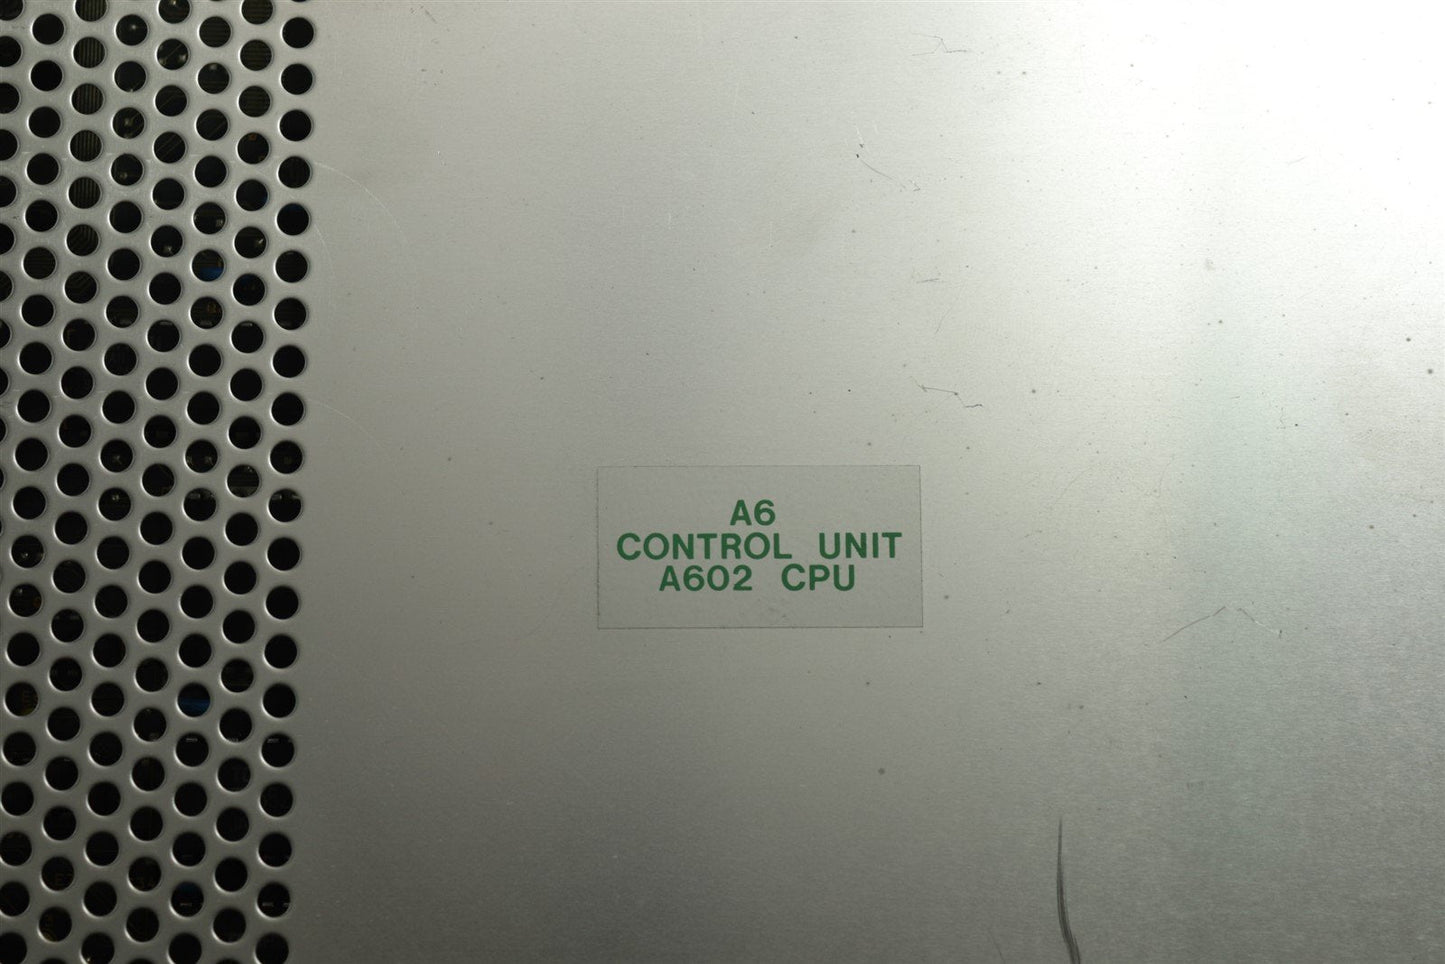 A6
CONTROL UNIT
A602 CPU